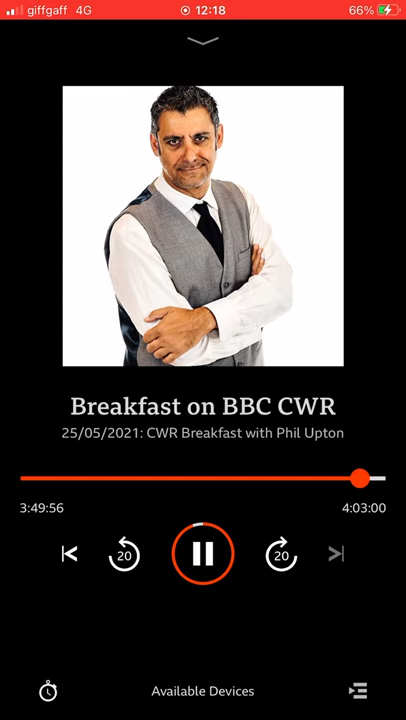 giffgaff 4G 12:18 66%
Breakfast on BBC CWR
25/05/2021: CWR Breakfast with Phil Upton
3:49:56 4:03:00
20 20
Available Devices